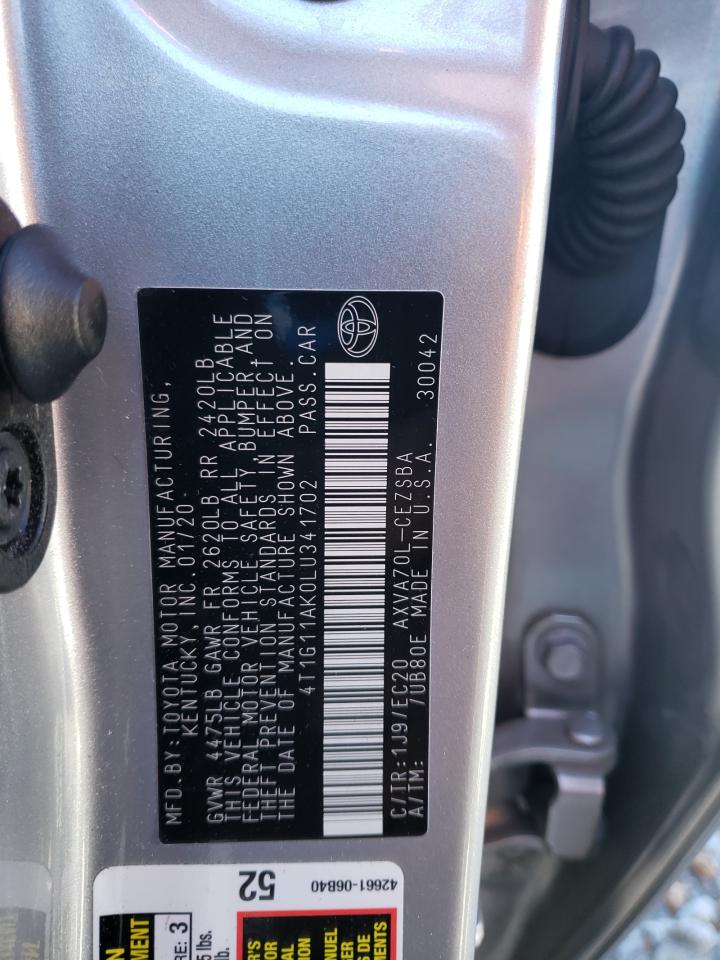 MFD. BY: TOYOTA MOTOR MANUFACTURING,
KENTUCKY, INC. 01/20
GVWR 4475LB GAWR FR 2620LB RR 2420LB
THIS VEHICLE CONFORMS TO ALL APPLICABLE
FEDERAL MOTOR VEHICLE SAFETY, BUMPER, AND
THEFT PREVENTION STANDARDS IN EFFECT ON
THE DATE OF MANUFACTURE SHOWN ABOVE.
4T1G11AK0LU341702 PASS. CAR
C/TR: 1J9/EC20 AXVA70L-CEZSBA
A/TM: 7UB80E MADE IN U.S.A. 30042
52
42661-06B40